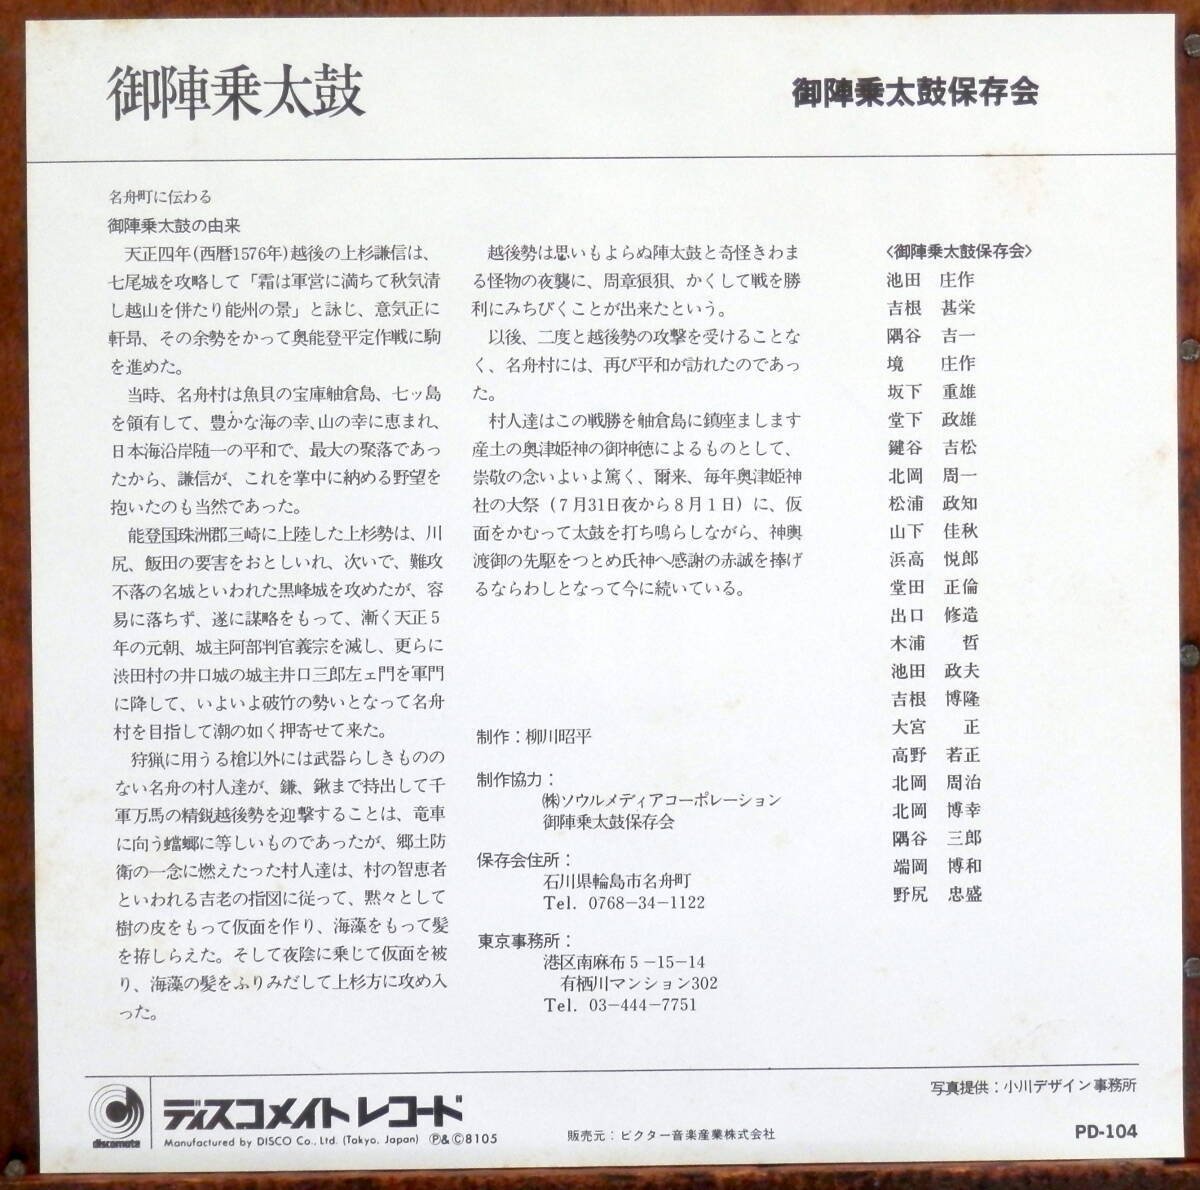 御陣乗太鼓
御陣乗太鼓保存会
名舟町に伝わる
御陣乗太鼓の由来
天正四年(西暦1576年)越後の上杉謙信は、
七尾城を攻略して「霜は軍営に満ちて秋気清
し越山を併たり能州の景」と詠じ、意気正に
軒昂、その余勢をかって奥能登平定作戦に駒
を進めた。
当時、名舟村は魚貝の宝庫舳倉島、七ッ島
を領有して、豊かな海の幸、山の幸に恵まれ、
日本海沿岸随一の平和で、最大の聚落であっ
たから、謙信が、これを掌中に納める野望を
抱いたのも当然であった。
能登国珠洲郡三崎に上陸した上杉勢は、川
尻、飯田の要害をおとしいれ、次いで、難攻
不落の名城といわれた黒峰城を攻めたが、容
易に落ちず、遂に謀略をもって、漸く天正5
年の元朝、城主阿部判官義宗を滅し、更らに
渋田村の井口城の城主井口三郎左ェ門を軍門
に降して、いよいよ破竹の勢いとなって名舟
村を目指して潮の如く押寄せて来た。
狩猟に用うる槍以外には武器らしきものの
ない名舟の村人達が、鎌、鍬まで持出して千
軍万馬の精鋭越後勢を迎撃することは、竜車
に向う蟷螂に等しいものであったが、郷土防
衛の一念に燃えたった村人達は、村の智恵者
といわれる古老の指図に従って、黙々として
樹の皮をもって仮面を作り、海藻をもって髪
を拵しらえた。そして夜陰に乗じて仮面を被
り、海藻の髪をふりみだして上杉方に攻め入
った。
越後勢は思いもよらぬ陣太鼓と奇怪きわま
る怪物の夜襲に、周章狼狽、かくして戦を勝
利にみちびくことが出来たという。
以後、二度と越後勢の攻撃を受けることな
く、名舟村には、再び平和が訪れたのであっ
た。
村人達はこの戦勝を舳倉島に鎮座まします
産土の奥津姫神の御神徳によるものとして、
崇敬の念いよいよ篤く、爾来、毎年奥津姫神
社の大祭(7月31日夜から8月1日)に、仮
面をかむって太鼓を打ち鳴らしながら、神輿
渡御の先駆をつとめ氏神へ感謝の赤誠を捧げ
るならわしとなって今に続いている。
制作：柳川昭平
制作協力：
㈱ソウルメディアコーポレーション
御陣乗太鼓保存会
保存会住所：
石川県輪島市名舟町
Tel. 0768-34-1122
東京事務所：
港区南麻布5-15-14
有栖川マンション302
Tel. 03-444-7751
〈御陣乗太鼓保存会〉
池田 庄作
吉根 甚栄
隅谷 吉一
境 庄作
坂下 重雄
堂下 政雄
鍵谷 吉松
北岡 周一
松浦 政知
山下 佳秋
浜高 悦郎
堂田 正倫
出口 修造
木浦 哲
池田 政夫
吉根 博隆
大宮 正
高野 若正
北岡 周治
北岡 博幸
隅谷 三郎
端岡 博和
野尻 忠盛
写真提供：小川デザイン事務所
discomate
ディスコメイトレコード
Manufactured by DISCO Co., Ltd. (Tokyo, Japan) Ⓟ&Ⓒ8105
販売元：ビクター音楽産業株式会社
PD-104